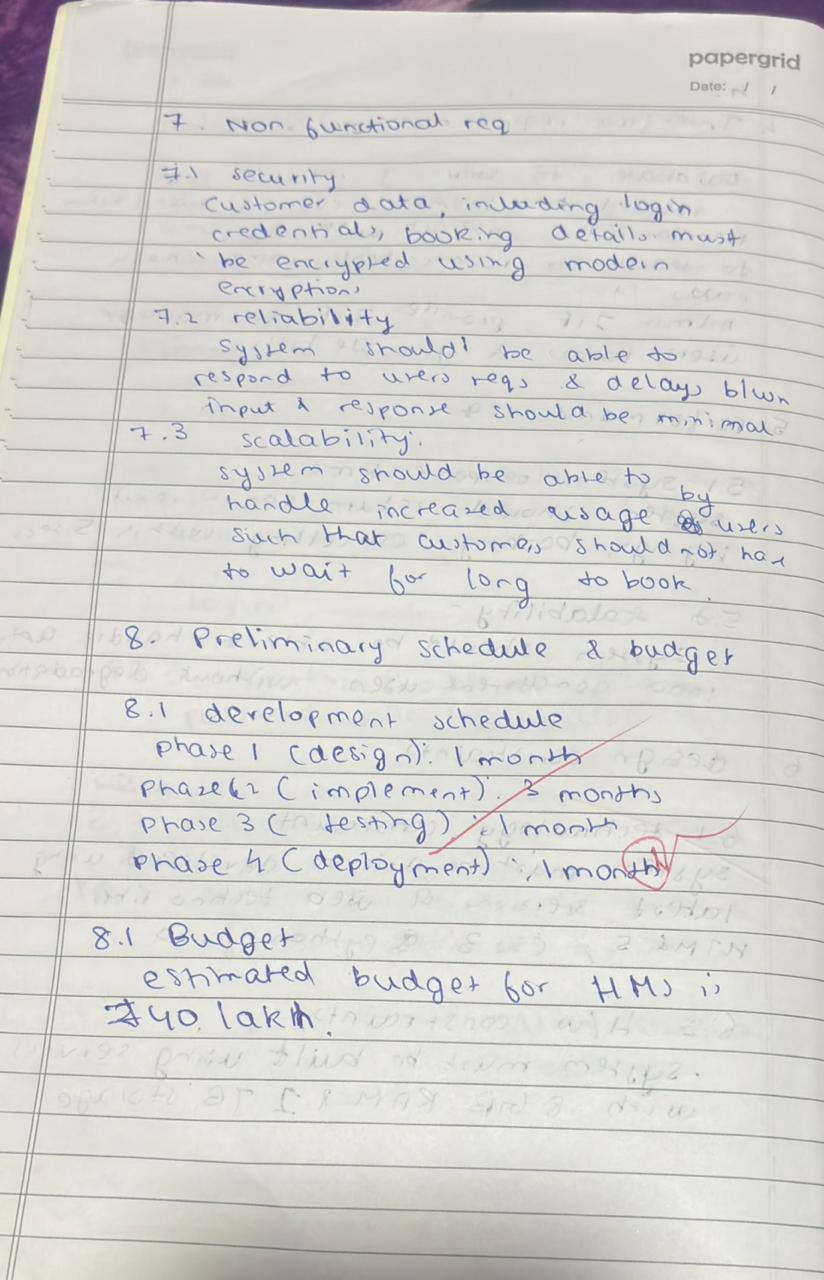 papergrid
Date: / /
7. Non functional req
7.1 security
customer data, including login
credentials, booking details must
be encrypted using modern
encryption.
7.2 reliability
system should be able to
respond to users reqs & delays b/wn
input & response should be minimal
7.3 scalability.
system should be able to
handle increased usage by users
such that customers should not have
to wait for long to book.
8. Preliminary schedule & budget
8.1 development schedule
phase 1 (design): 1 month
phase 2 (implement): 3 months
phase 3 (testing): 1 month
phase 4 (deployment): 1 month
8.1 Budget
estimated budget for HMS is
₹40 lakh.